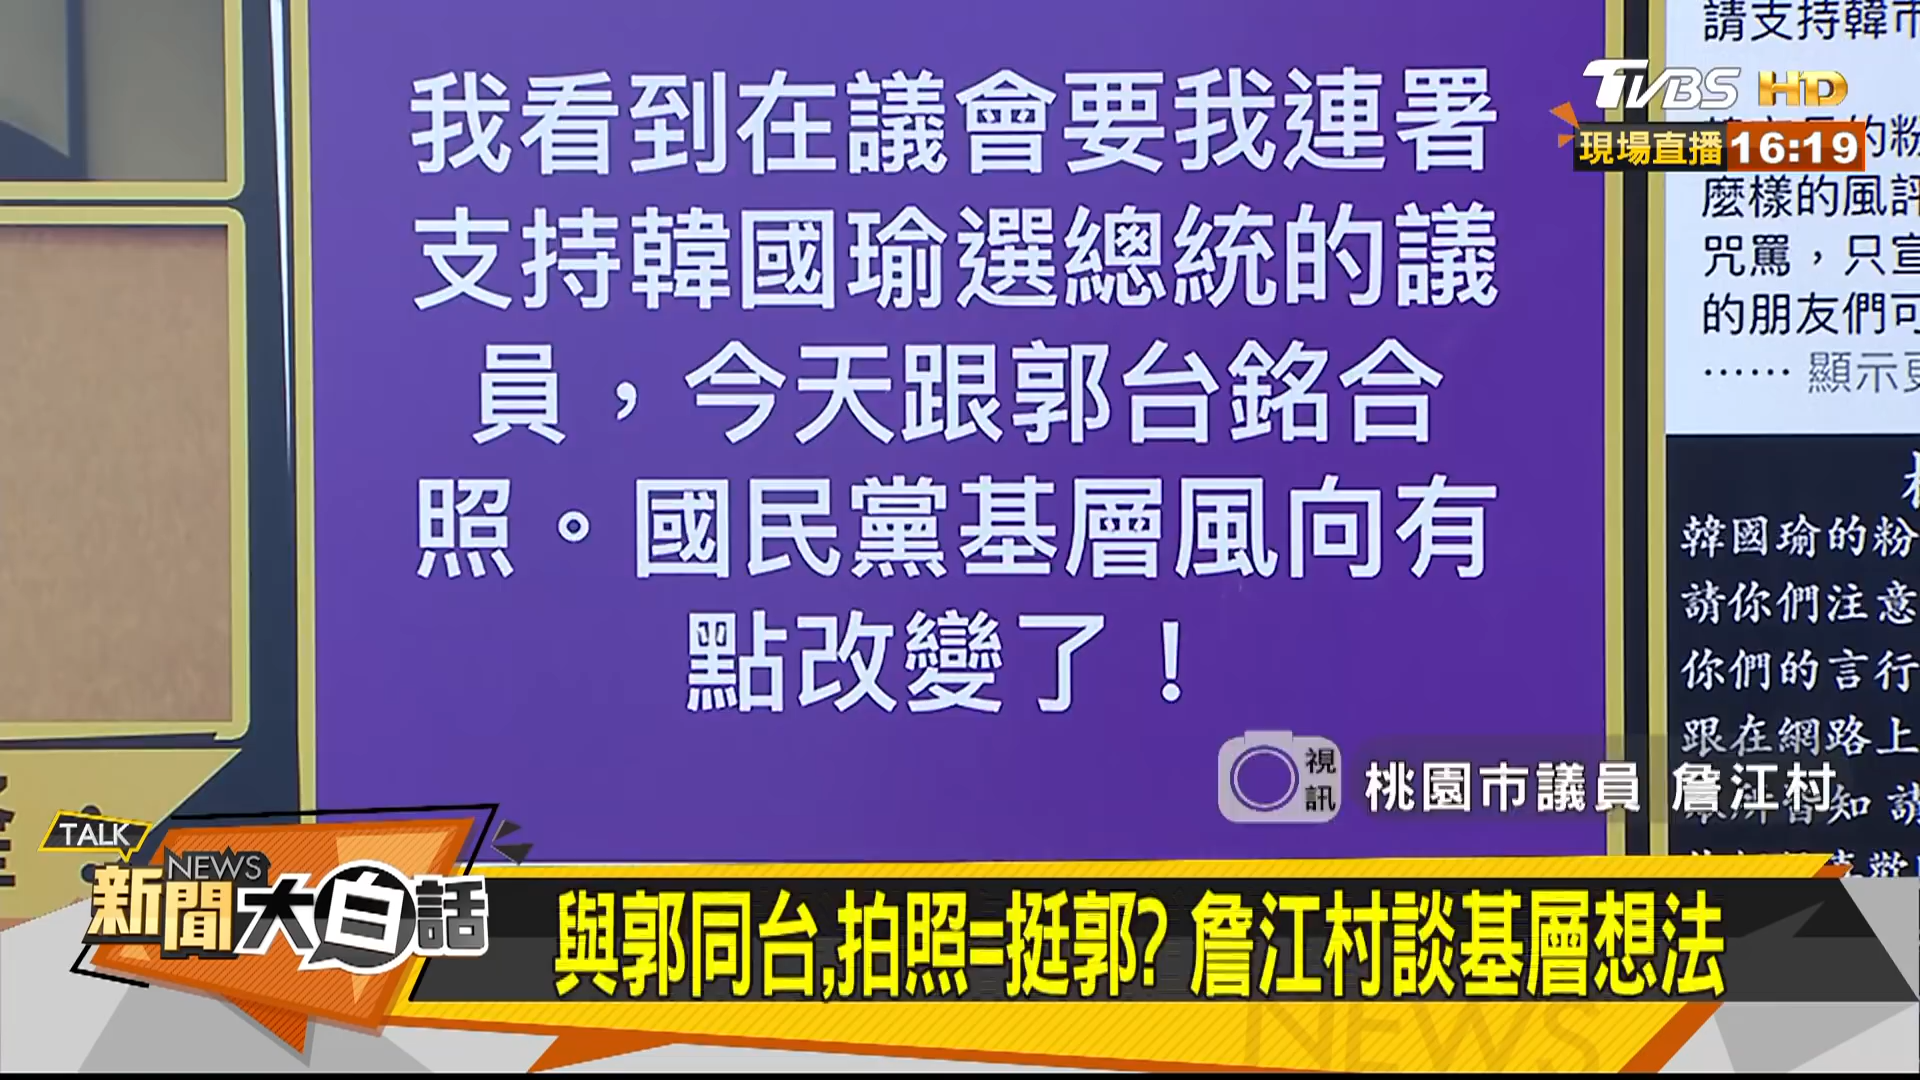 我看到在議會要我連署
支持韓國瑜選總統的議
員，今天跟郭台銘合
照。國民黨基層風向有
點改變了！
請支持韓市
TVBS HD
現場直播 16:19
的粉
麼樣的風評
咒罵，只宣
的朋友們可
⋯⋯ 顯示更
韓國瑜的粉
請你們注意
你們的言行
跟在網路上
視訊
桃園市議員 詹江村
TALK
NEWS
新聞大白話
與郭同台,拍照=挺郭? 詹江村談基層想法
NEWS